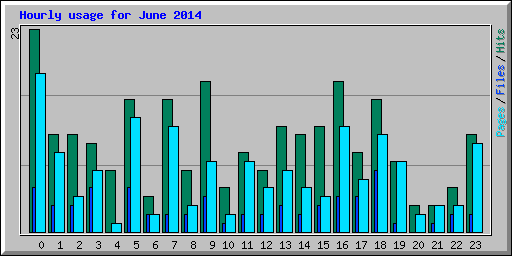 Hourly usage for June 2014
23
Pages / Files / Hits
0 1 2 3 4 5 6 7 8 9 10 11 12 13 14 15 16 17 18 19 20 21 22 23